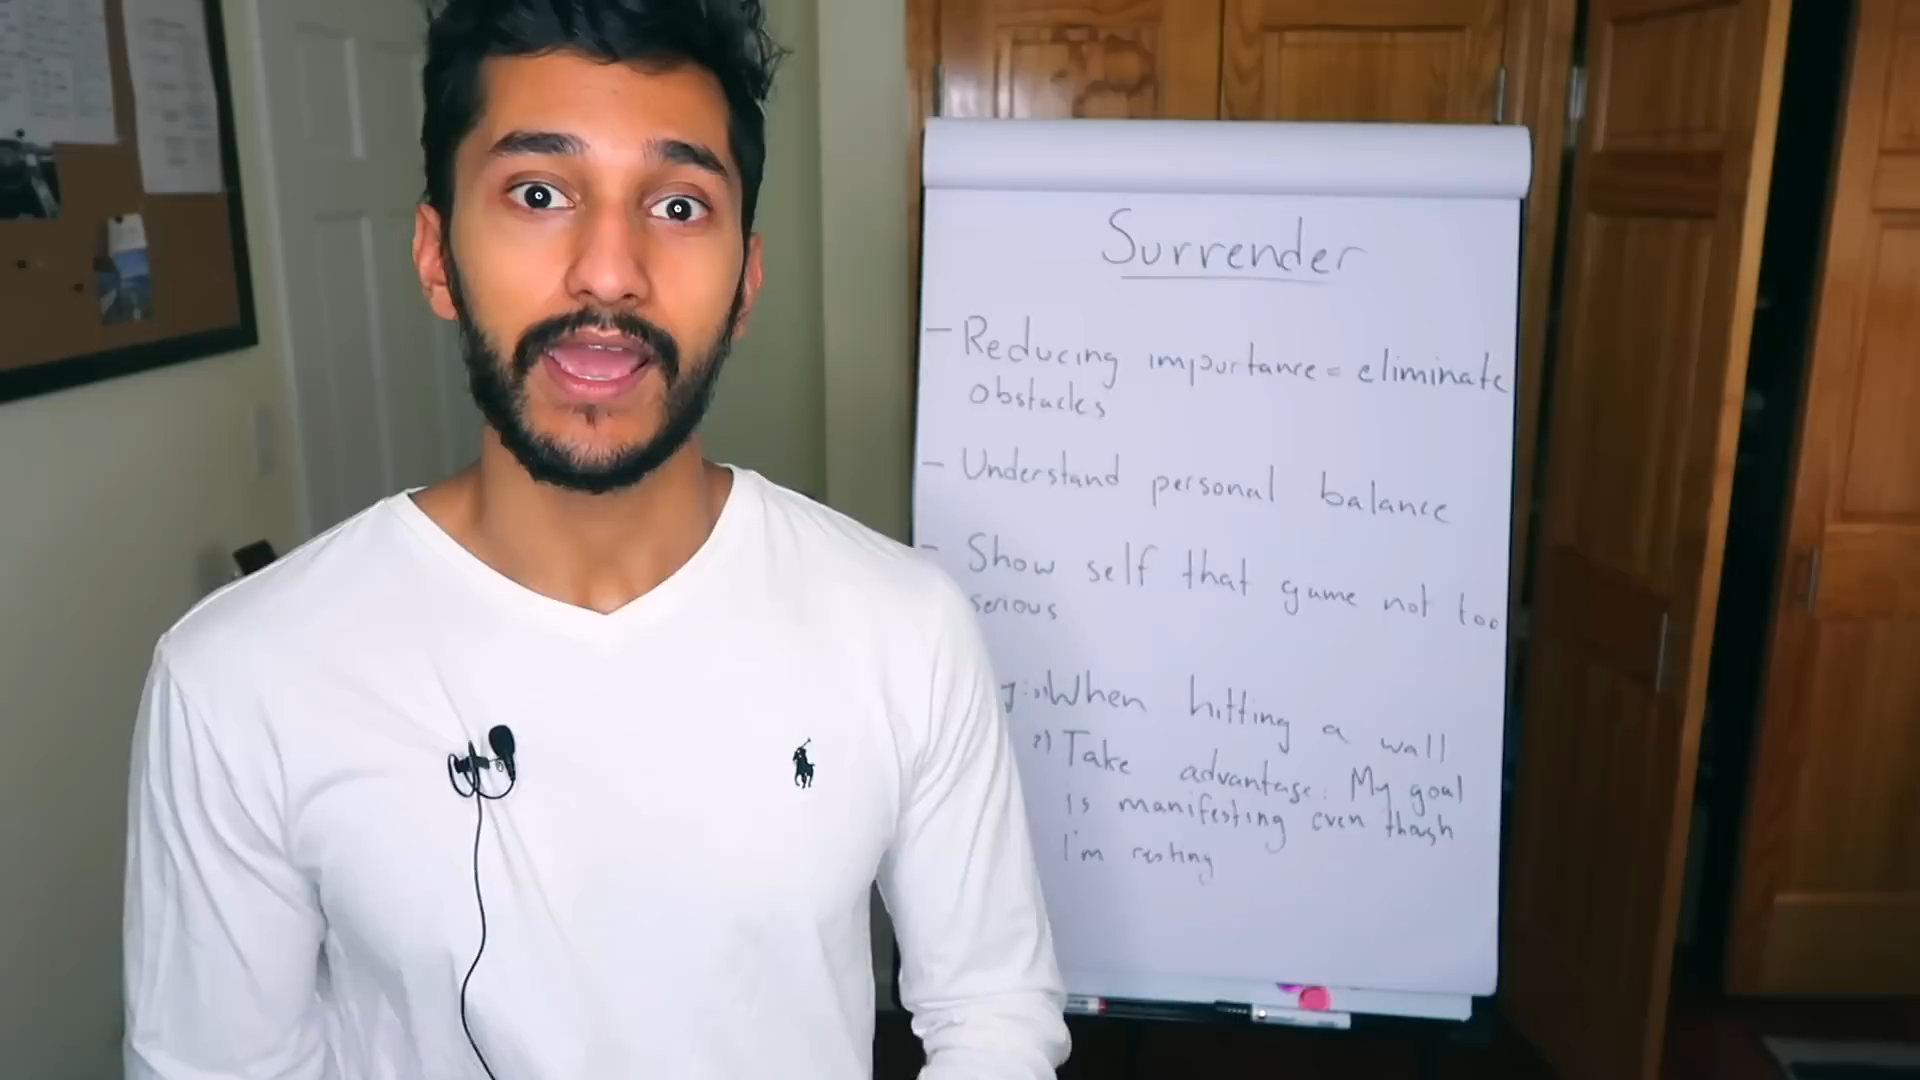 Surrender
- Reducing importance = eliminate
obstacles
- Understand personal balance
- Show self that game not too
serious
When hitting a wall
2) Take advantage: My goal
is manifesting even though
I'm resting